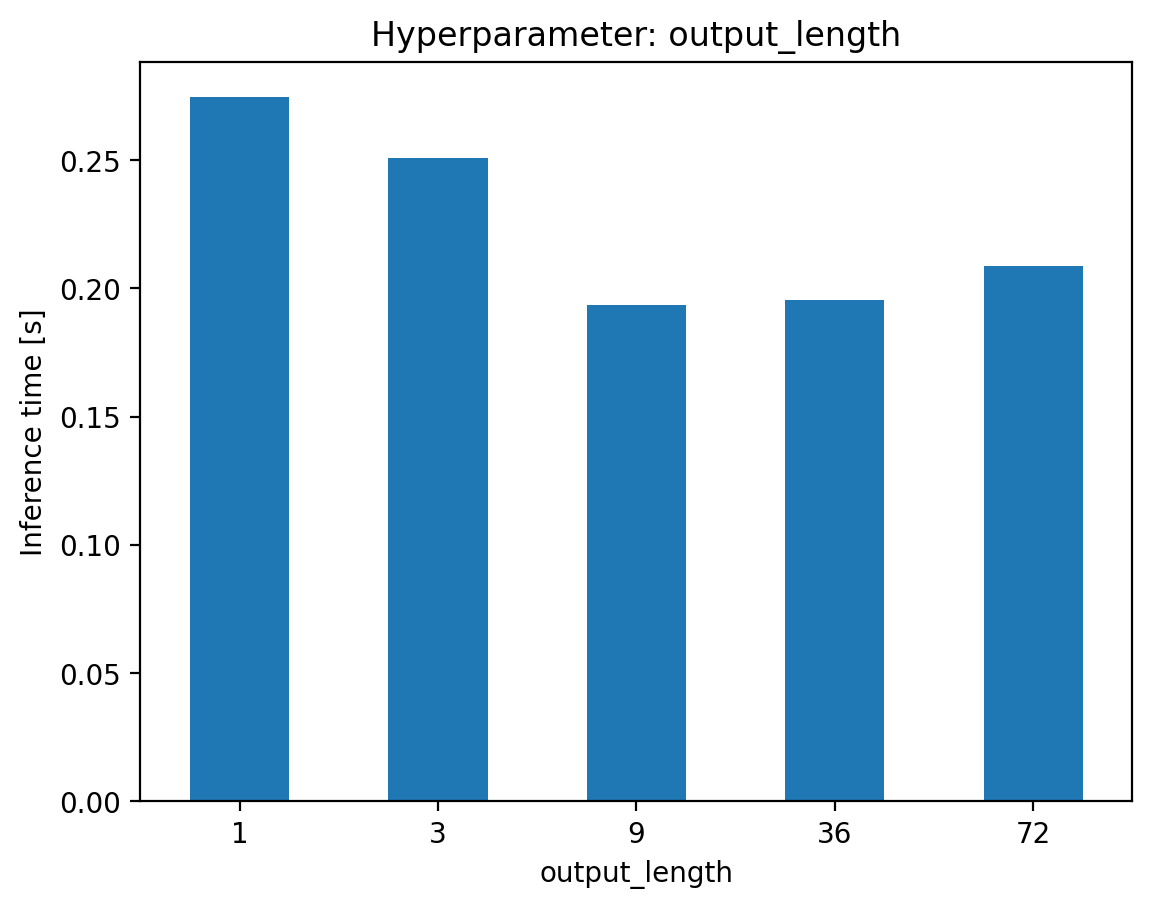 Hyperparameter: output_length
Inference time [s]
0.25
0.20
0.15
0.10
0.05
0.00
1 3 9 36 72
output_length